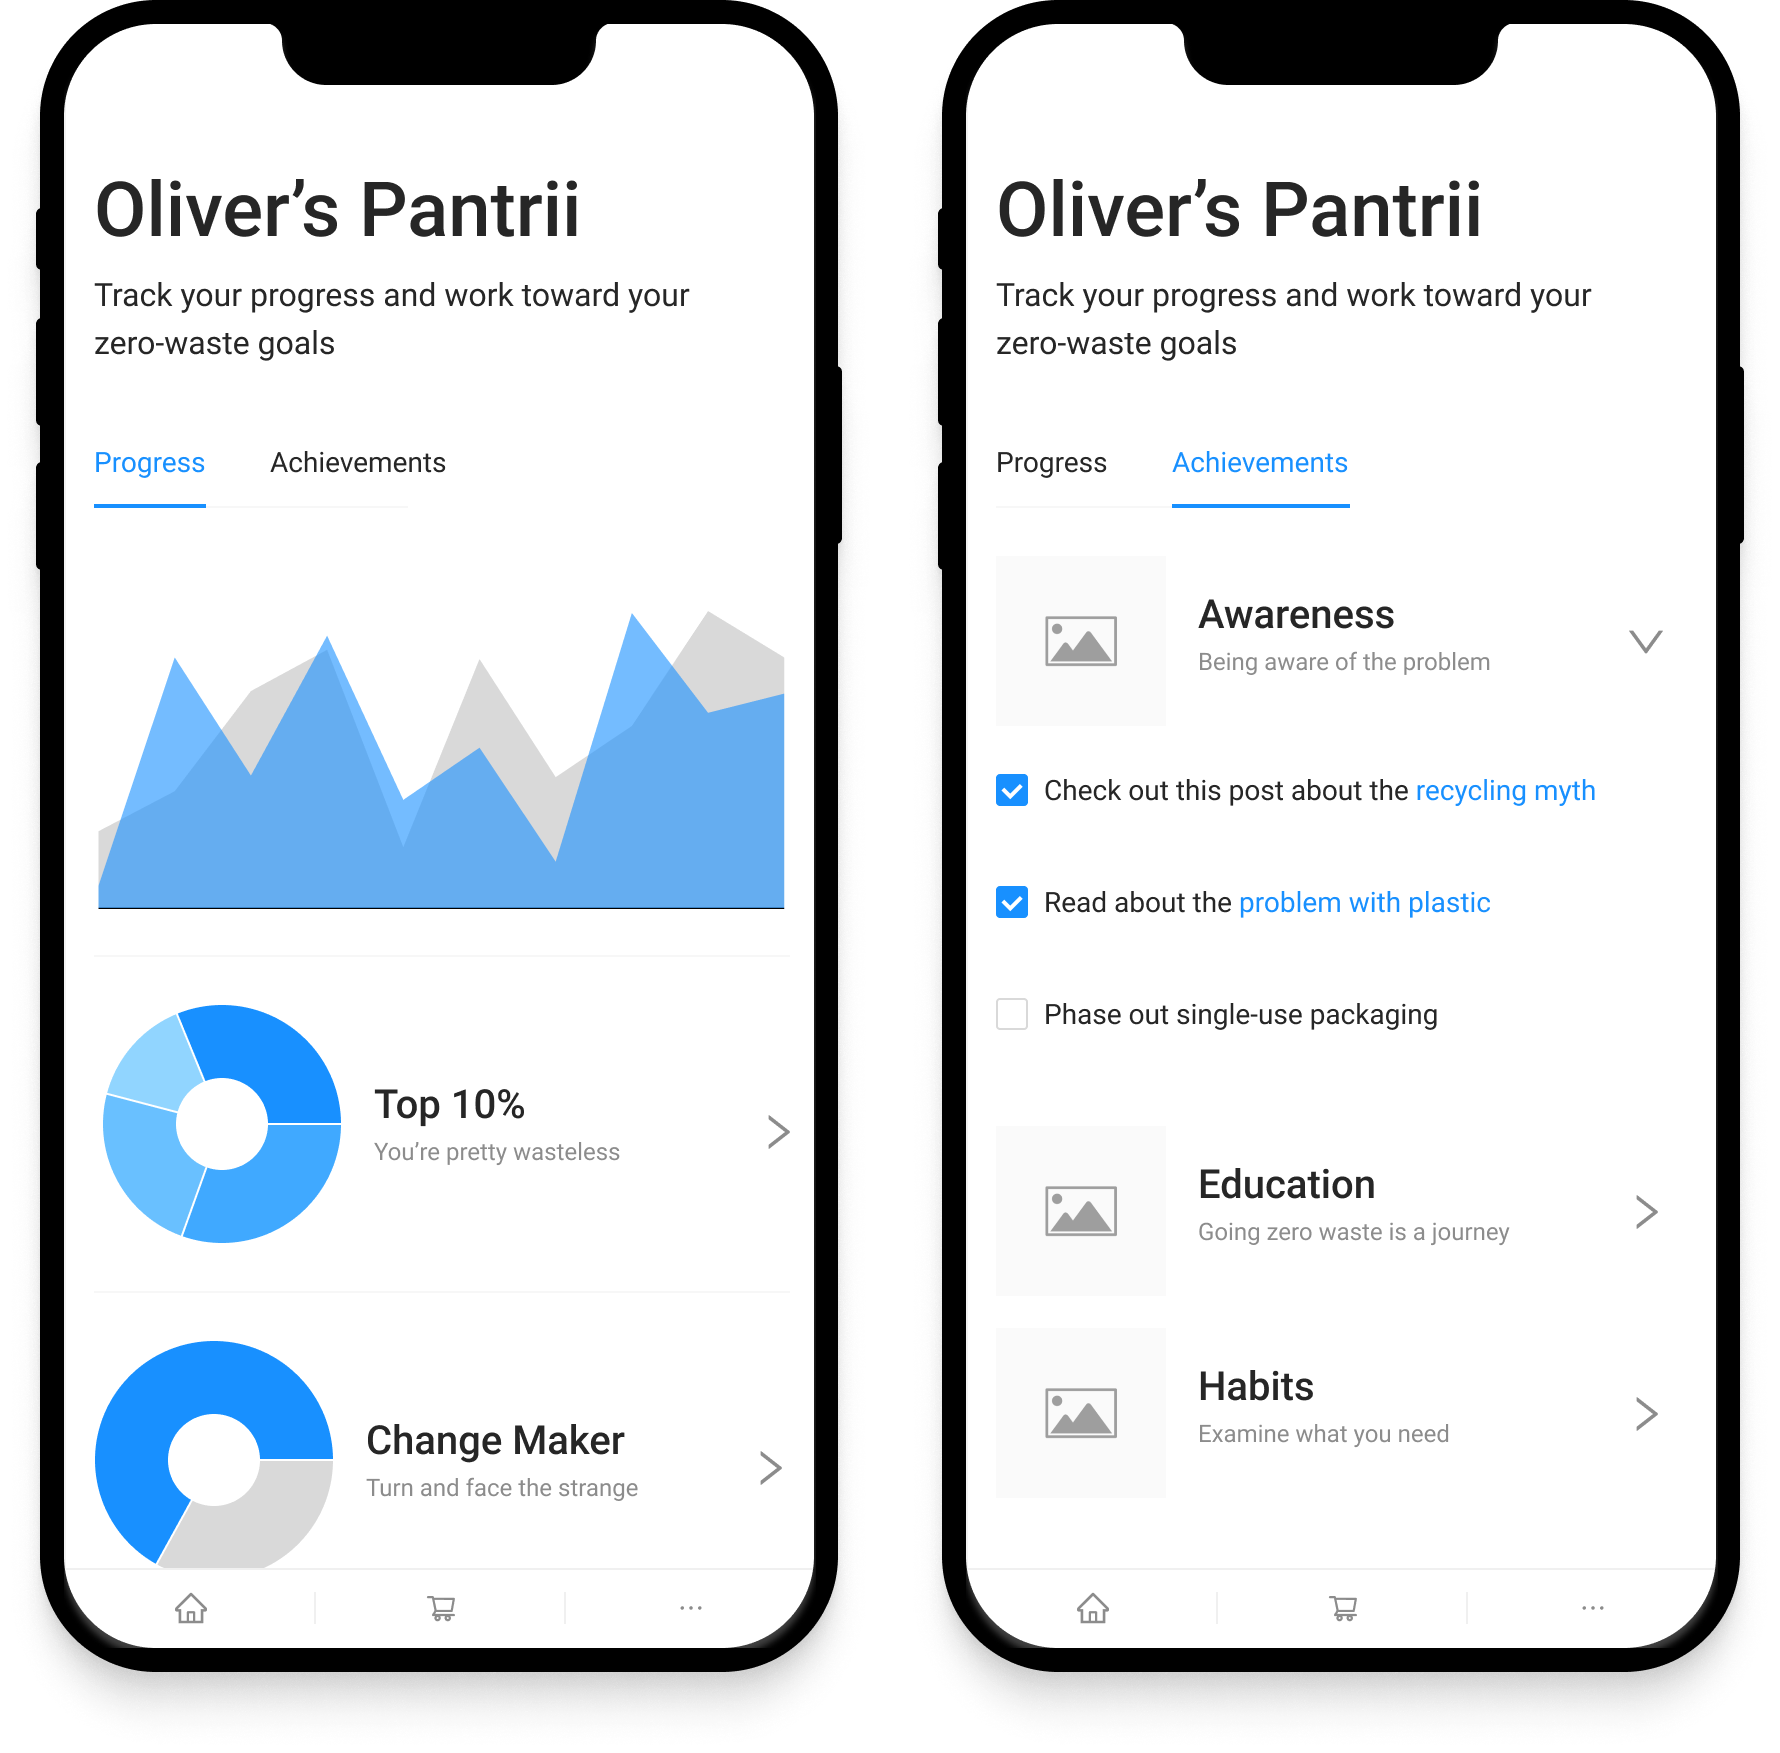 Oliver’s Pantrii
Track your progress and work toward your
zero-waste goals
Progress Achievements
Top 10%
You’re pretty wasteless
Change Maker
Turn and face the strange
Oliver’s Pantrii
Track your progress and work toward your
zero-waste goals
Progress Achievements
Awareness
Being aware of the problem
Check out this post about the recycling myth
Read about the problem with plastic
Phase out single-use packaging
Education
Going zero waste is a journey
Habits
Examine what you need